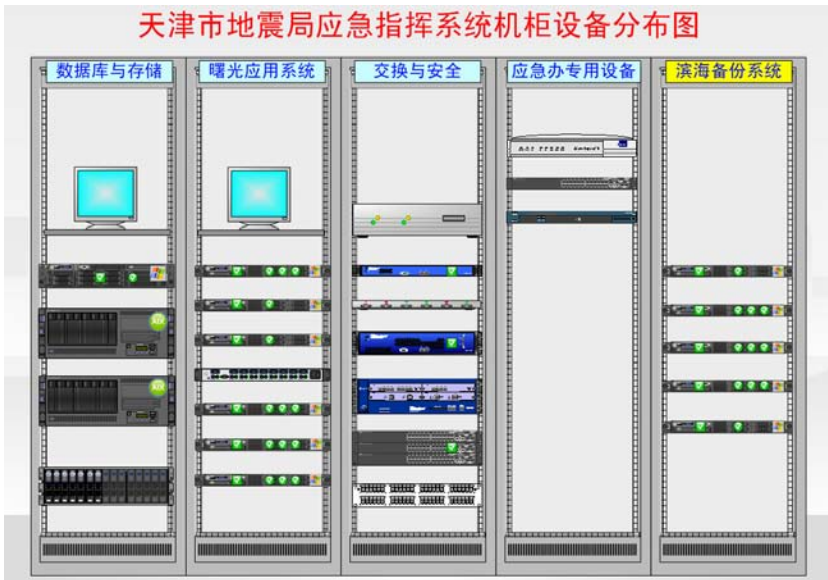 天津市地震局应急指挥系统机柜设备分布图
数据库与存储
曙光应用系统
交换与安全
应急办专用设备
滨海备份系统